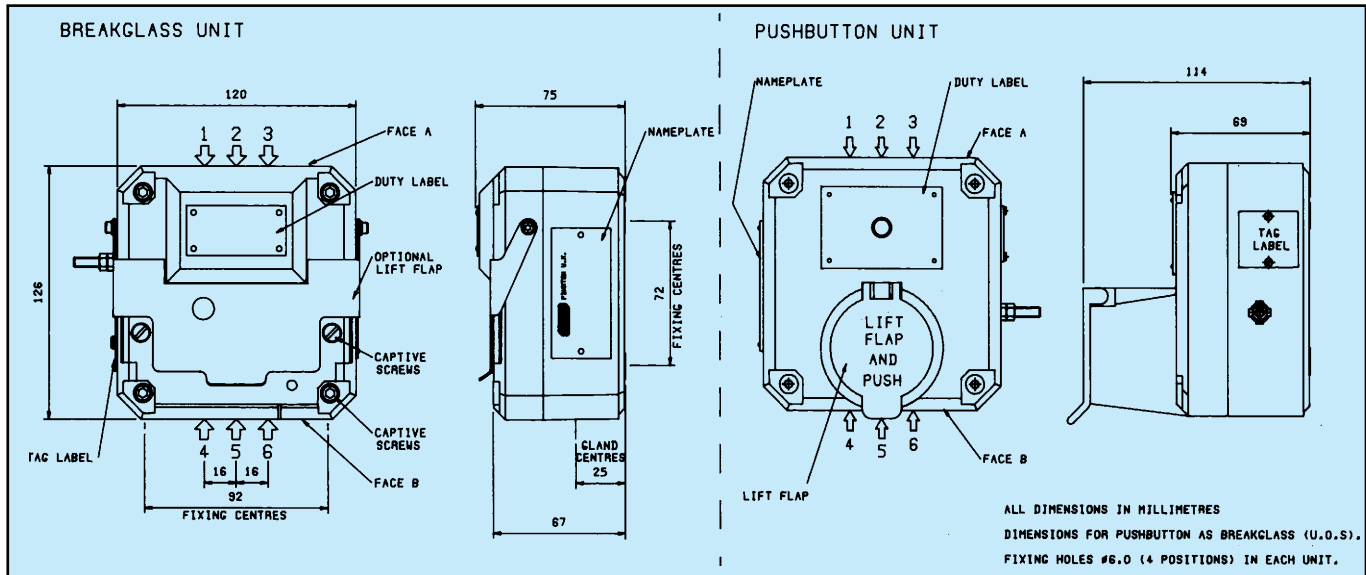 BREAKGLASS UNIT
120
1 2 3
FACE A
DUTY LABEL
OPTIONAL
LIFT FLAP
126
CAPTIVE
SCREWS
CAPTIVE
SCREWS
TAG LABEL
4 5 6
16 16
FACE B
92
FIXING CENTRES
75
NAMEPLATE
72
FIXING CENTRES
GLAND
CENTRES
25
67
PUSHBUTTON UNIT
NAMEPLATE
DUTY LABEL
1 2 3
FACE A
LIFT
FLAP
AND
PUSH
4 5 6
FACE B
LIFT FLAP
114
69
TAG
LABEL
ALL DIMENSIONS IN MILLIMETRES
DIMENSIONS FOR PUSHBUTTON AS BREAKGLASS (U.O.S).
FIXING HOLES ø6.0 (4 POSITIONS) IN EACH UNIT.